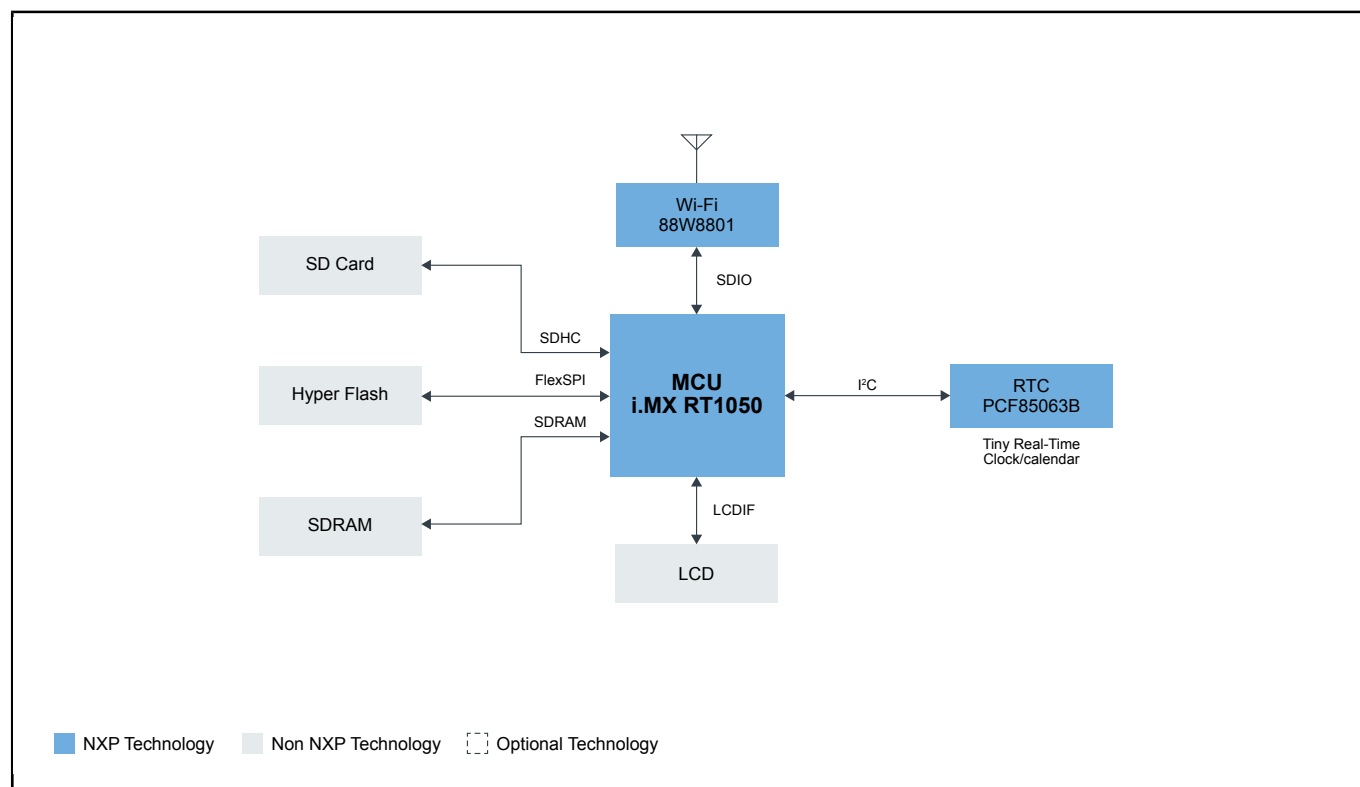 Wi-Fi
88W8801
SD Card
SDIO
SDHC
Hyper Flash
FlexSPI
MCU
i.MX RT1050
I²C
RTC
PCF85063B
SDRAM
Tiny Real-Time
Clock/calendar
SDRAM
LCDIF
LCD
NXP Technology
Non NXP Technology
Optional Technology